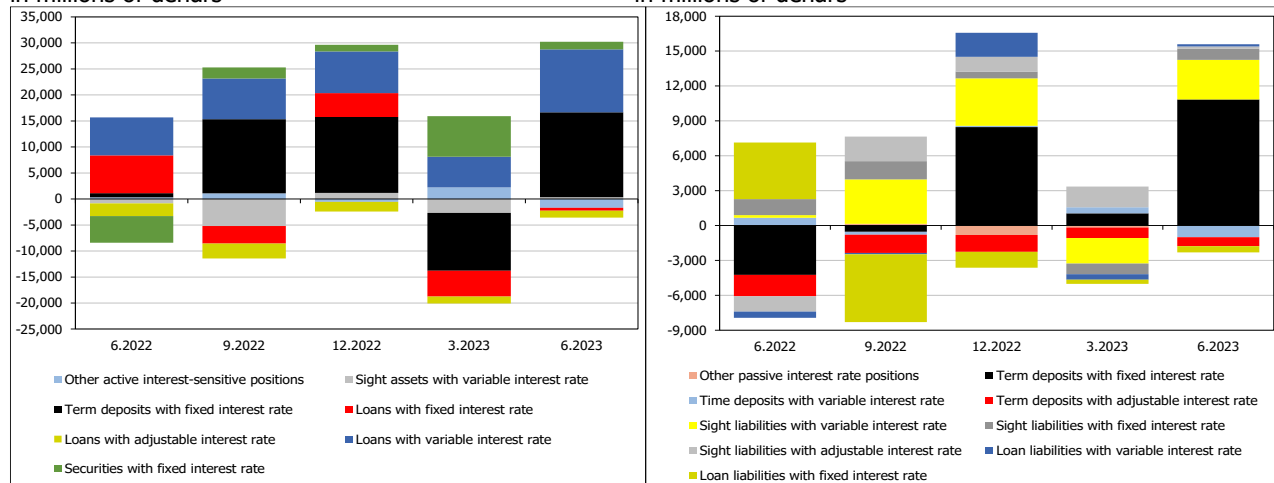 in millions of denars
in millions of denars
35,000
30,000
25,000
20,000
15,000
10,000
5,000
0
-5,000
-10,000
-15,000
-20,000
-25,000
6.2022
9.2022
12.2022
3.2023
6.2023
Other active interest-sensitive positions
Sight assets with variable interest rate
Term deposits with fixed interest rate
Loans with fixed interest rate
Loans with adjustable interest rate
Loans with variable interest rate
Securities with fixed interest rate
18,000
15,000
12,000
9,000
6,000
3,000
0
-3,000
-6,000
-9,000
6.2022
9.2022
12.2022
3.2023
6.2023
Other passive interest rate positions
Term deposits with fixed interest rate
Time deposits with variable interest rate
Term deposits with adjustable interest rate
Sight liabilities with variable interest rate
Sight liabilities with fixed interest rate
Sight liabilities with adjustable interest rate
Loan liabilities with variable interest rate
Loan liabilities with fixed interest rate